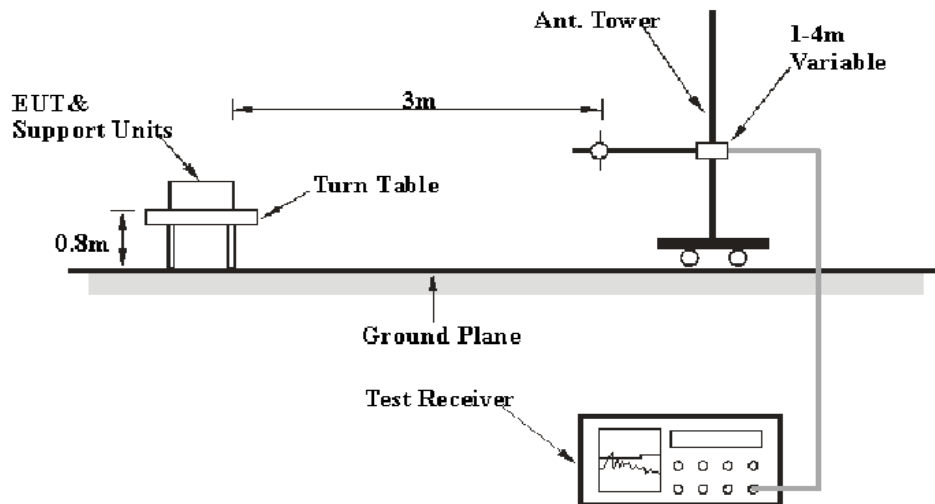 Ant. Tower
1-4m
Variable
3m
EUT&
Support Units
Turn Table
0.8m
Ground Plane
Test Receiver